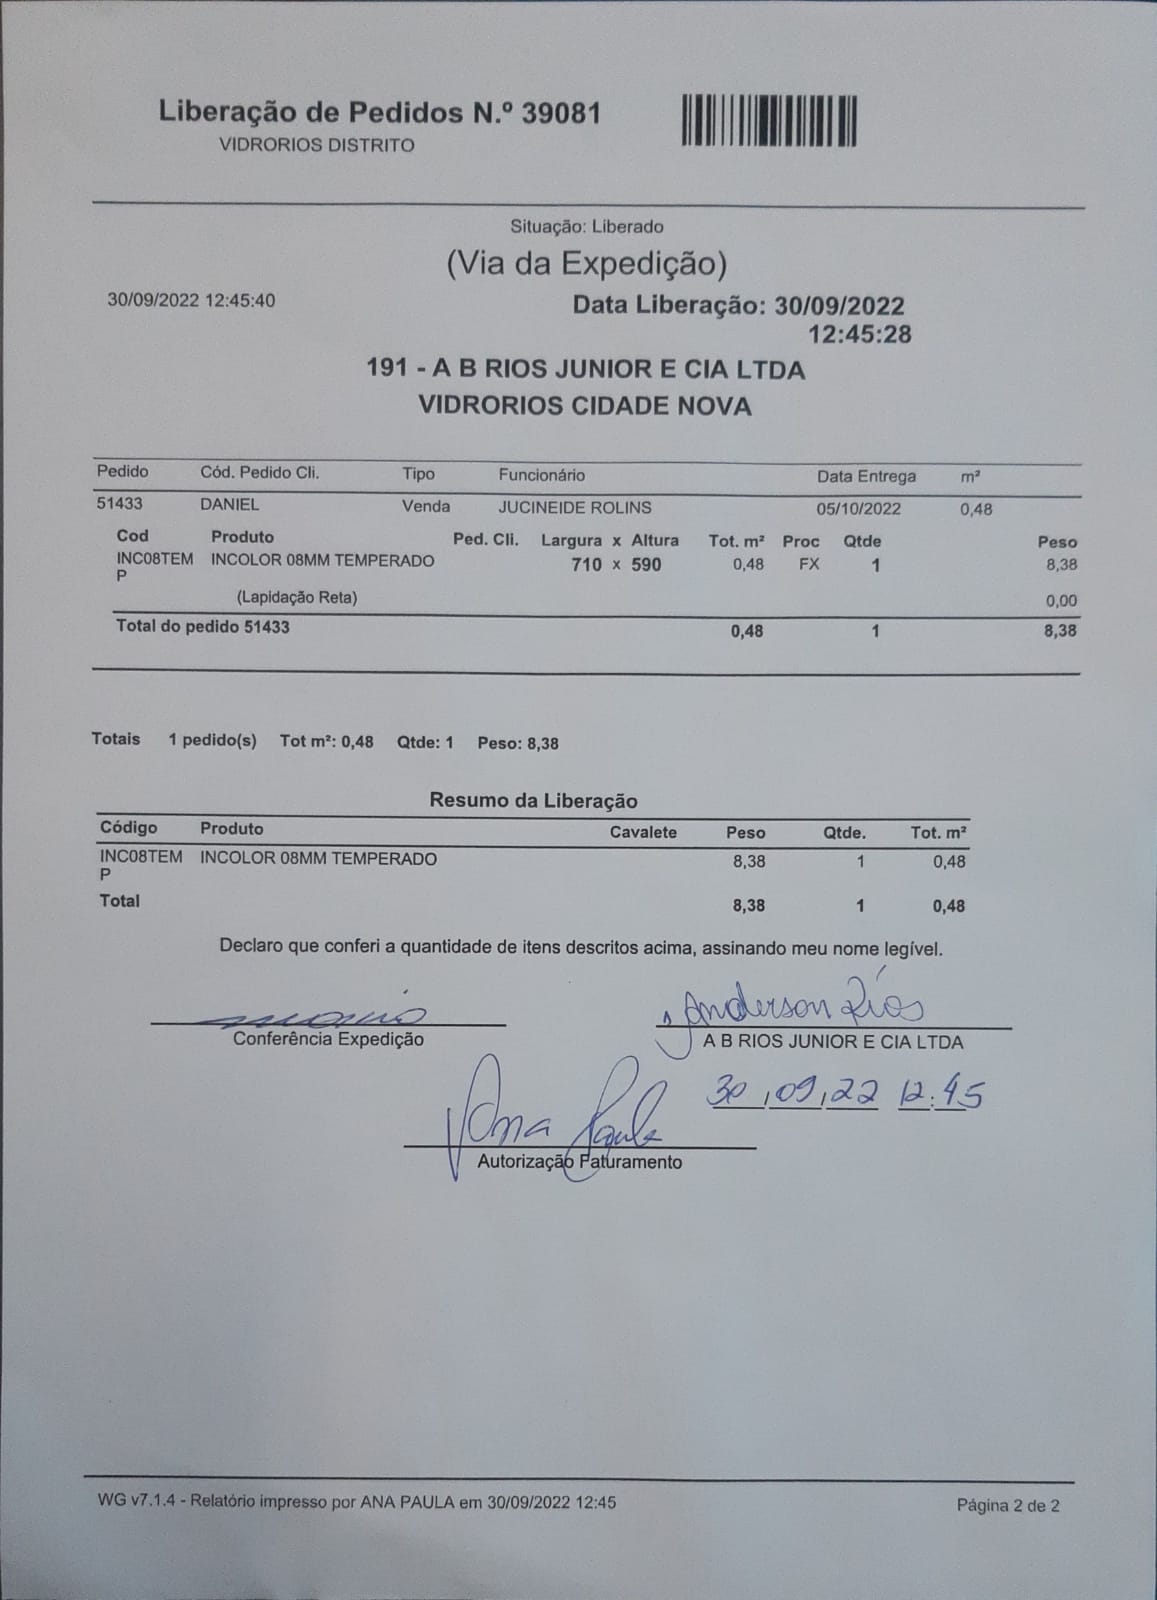 Liberação de Pedidos N.º 39081
VIDRORIOS DISTRITO
Situação: Liberado
(Via da Expedição)
30/09/2022 12:45:40 Data Liberação: 30/09/2022
12:45:28
191 - A B RIOS JUNIOR E CIA LTDA
VIDRORIOS CIDADE NOVA
Pedido Cód. Pedido Cli. Tipo Funcionário Data Entrega m²
51433 DANIEL Venda JUCINEIDE ROLINS 05/10/2022 0,48
Cod Produto Ped. Cli. Largura x Altura Tot. m² Proc Qtde Peso
INC08TEM INCOLOR 08MM TEMPERADO 710 x 590 0,48 FX 1 8,38
P
(Lapidação Reta) 0,00
Total do pedido 51433 0,48 1 8,38
Totais 1 pedido(s) Tot m²: 0,48 Qtde: 1 Peso: 8,38
Resumo da Liberação
Código Produto Cavalete Peso Qtde. Tot. m²
INC08TEM INCOLOR 08MM TEMPERADO 8,38 1 0,48
P
Total 8,38 1 0,48
Declaro que conferi a quantidade de itens descritos acima, assinando meu nome legível.
Anderson Rios
Conferência Expedição A B RIOS JUNIOR E CIA LTDA
30/09/22 12:45
Ana Paula
Autorização Faturamento
WG v7.1.4 - Relatório impresso por ANA PAULA em 30/09/2022 12:45 Página 2 de 2